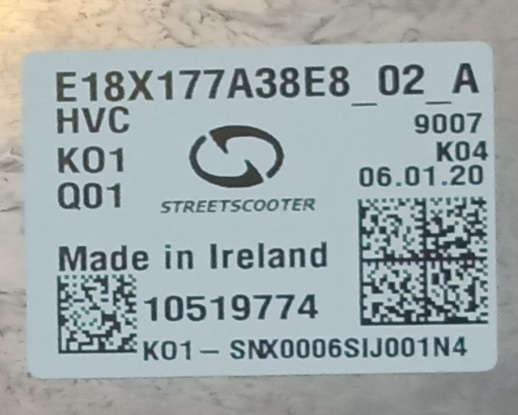 E18X177A38E8_02_A
HVC 9007
K01 K04
Q01 06.01.20
STREETSCOOTER
Made in Ireland
10519774
K01 – SNX0006SIJ001N4